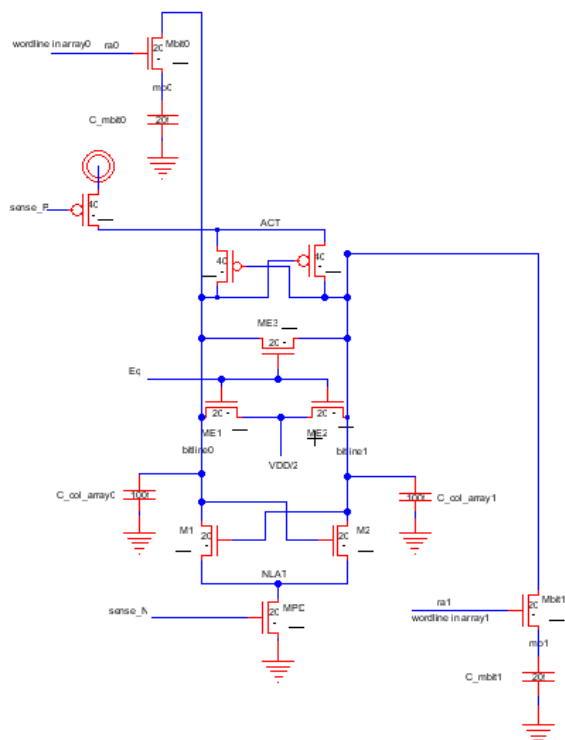 Mbit0
wordline in array0 ra0
20
mb0
C_mbit0
20f
sense_P
40
ACT
40
40
ME3
20
Eq
20
20
ME1
ME2
bitline0
bitline1
VDD/2
C_col_array0
100f
100f
C_col_array1
M1
20
20
M2
NLAT
sense_N
20
ra1
20
Mbit1
wordline in array1
mb1
C_mbit1
20f